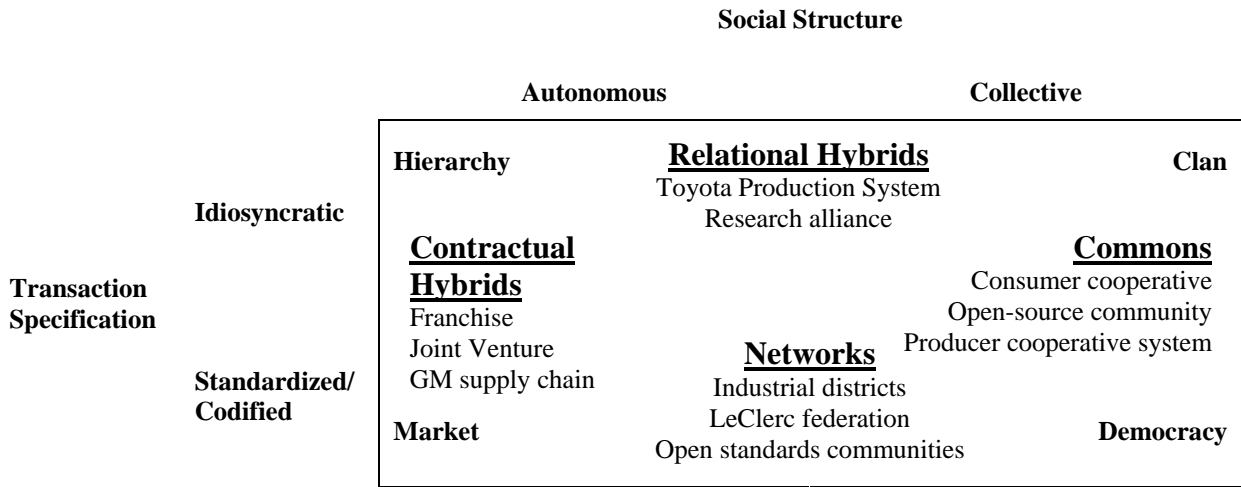 Social Structure
Autonomous
Collective
Hierarchy
Relational Hybrids
Clan
Toyota Production System
Research alliance
Idiosyncratic
Contractual
Hybrids
Commons
Consumer cooperative
Open-source community
Producer cooperative system
Transaction
Specification
Franchise
Joint Venture
GM supply chain
Networks
Industrial districts
LeClerc federation
Open standards communities
Standardized/
Codified
Market
Democracy